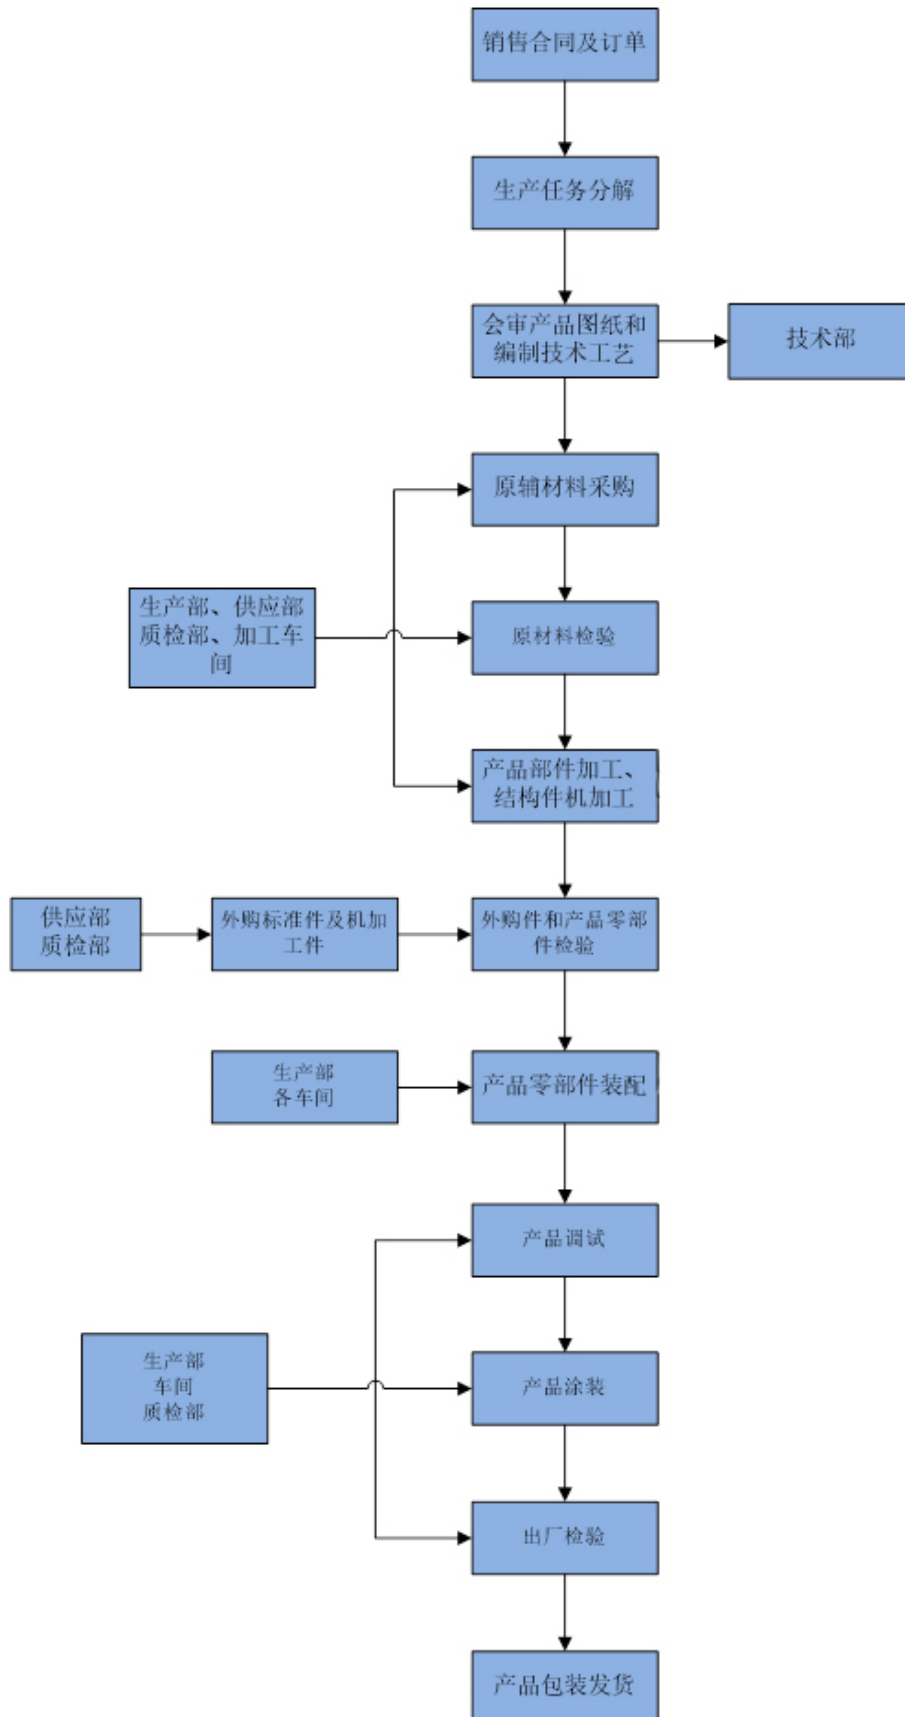 销售合同及订单
生产任务分解
会审产品图纸和
编制技术工艺
技术部
原辅材料采购
生产部、供应部
质检部、加工车
间
原材料检验
产品部件加工、
结构件机加工
供应部
质检部
外购标准件及机加
工件
外购件和产品零部
件检验
生产部
各车间
产品零部件装配
产品调试
生产部
车间
质检部
产品涂装
出厂检验
产品包装发货